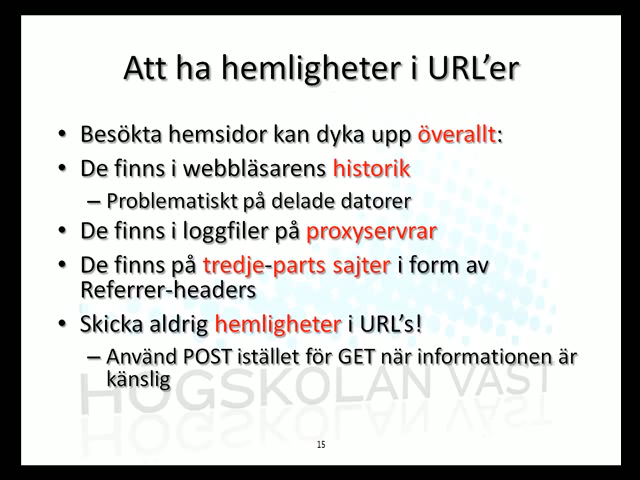 Att ha hemligheter i URL’er
• Besökta hemsidor kan dyka upp överallt:
• De finns i webbläsarens historik
– Problematiskt på delade datorer
• De finns i loggfiler på proxyservrar
• De finns på tredje-parts sajter i form av
Referrer-headers
• Skicka aldrig hemligheter i URL’s!
– Använd POST istället för GET när informationen är
känslig
HÖGSKOLAN VÄST
15